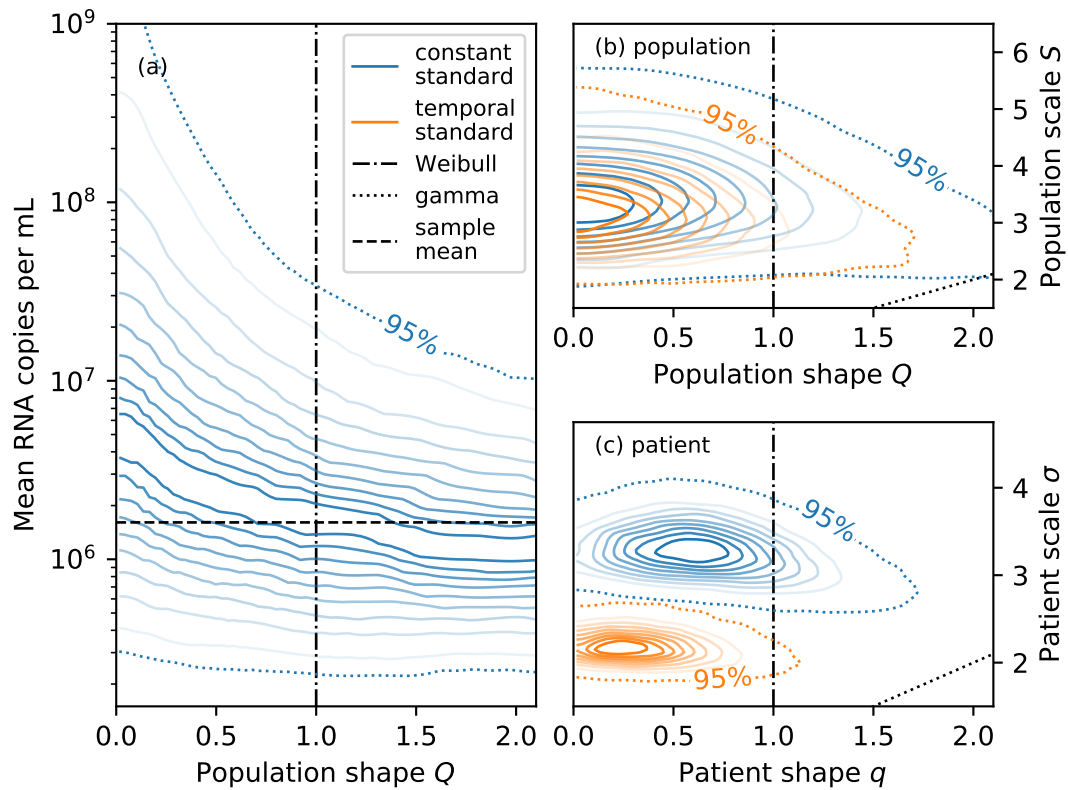 10⁹
10⁸
10⁷
10⁶
Mean RNA copies per mL
(a)
constant
standard
temporal
standard
Weibull
gamma
sample
mean
95%
0.0 0.5 1.0 1.5 2.0
Population shape Q
(b) population
95%
95%
6
5
4
3
2
Population scale S
0.0 0.5 1.0 1.5 2.0
Population shape Q
(c) patient
95%
95%
4
3
2
Patient scale σ
0.0 0.5 1.0 1.5 2.0
Patient shape q